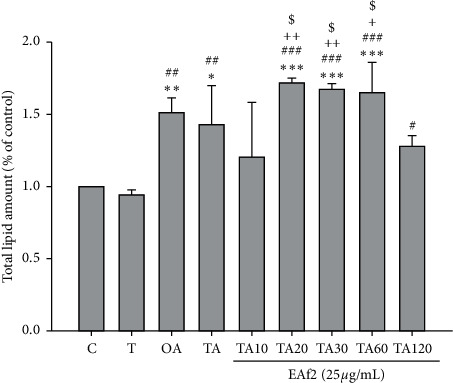 $
$ ++ $ +
++ ### ++ ###
## ## ### *** ### ***
** * *** *** #
2.0
1.5
1.0
0.5
0.0
Total lipid amount (% of control)
C T OA TA TA10 TA20 TA30 TA60 TA120
EAf2 (25µg/mL)